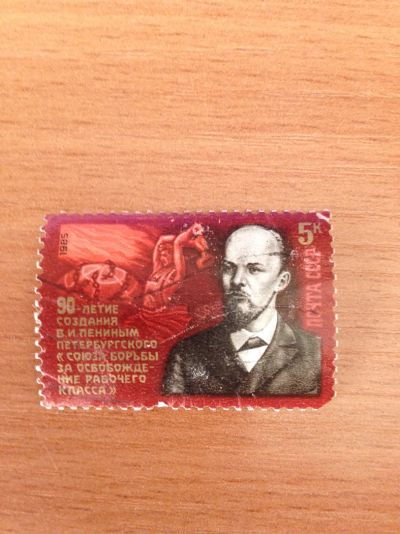 1985
5к
ПОЧТА СССР
90-ЛЕТИЕ
СОЗДАНИЯ
В И ЛЕНИНЫМ
ПЕТЕРБУРГСКОГО
«СОЮЗА БОРЬБЫ
ЗА ОСВОБОЖДЕ-
НИЕ РАБОЧЕГО
КЛАССА»